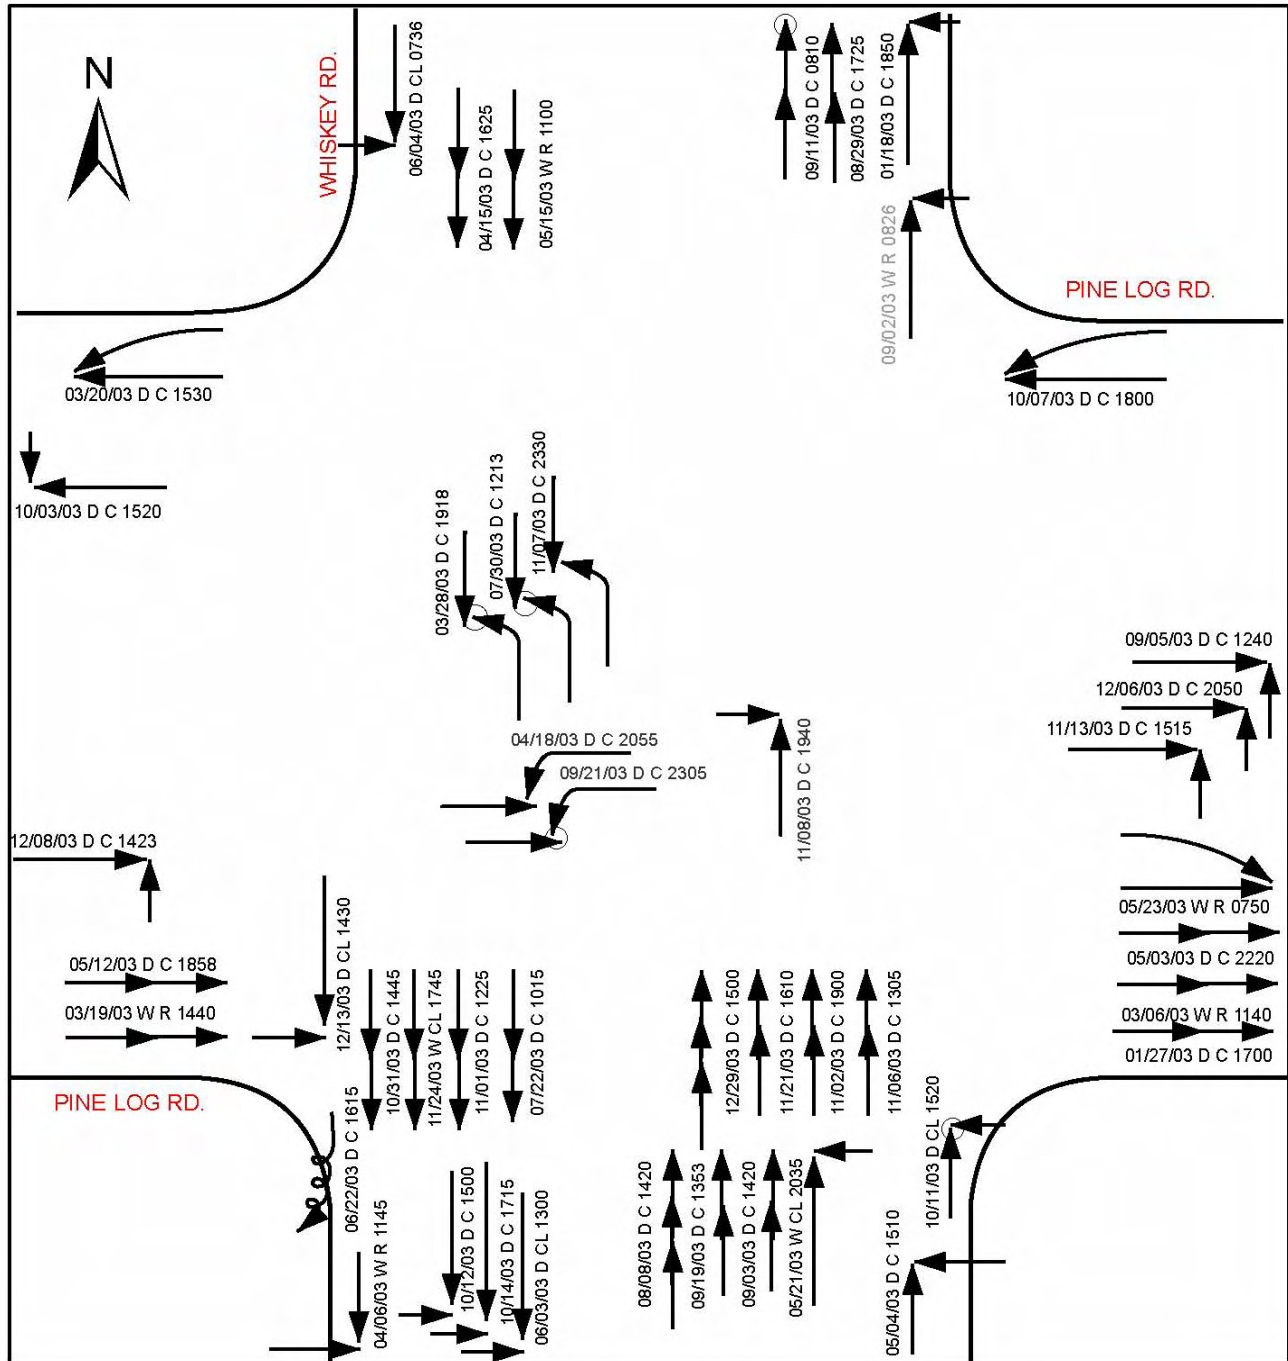 N
WHISKEY RD.
06/04/03 D CL 0736
04/15/03 D C 1625
05/15/03 W R 1100
09/11/03 D C 0810
08/29/03 D C 1725
01/18/03 D C 1850
09/02/03 W R 0826
PINE LOG RD.
03/20/03 D C 1530
10/07/03 D C 1800
10/03/03 D C 1520
03/28/03 D C 1918
07/30/03 D C 1213
11/07/03 D C 2330
09/05/03 D C 1240
12/06/03 D C 2050
11/13/03 D C 1515
04/18/03 D C 2055
09/21/03 D C 2305
11/08/03 D C 1940
12/08/03 D C 1423
05/23/03 W R 0750
05/12/03 D C 1858
05/03/03 D C 2220
03/19/03 W R 1440
03/06/03 W R 1140
01/27/03 D C 1700
12/13/03 D CL 1430
10/31/03 D C 1445
11/24/03 W CL 1745
11/01/03 D C 1225
07/22/03 D C 1015
12/29/03 D C 1500
11/21/03 D C 1610
11/02/03 D C 1900
11/06/03 D C 1305
PINE LOG RD.
06/22/03 D C 1615
04/06/03 W R 1145
10/12/03 D C 1500
10/14/03 D C 1715
06/03/03 D CL 1300
08/08/03 D C 1420
09/19/03 D C 1353
09/03/03 D C 1420
05/21/03 W CL 2035
10/11/03 D CL 1520
05/04/03 D C 1510